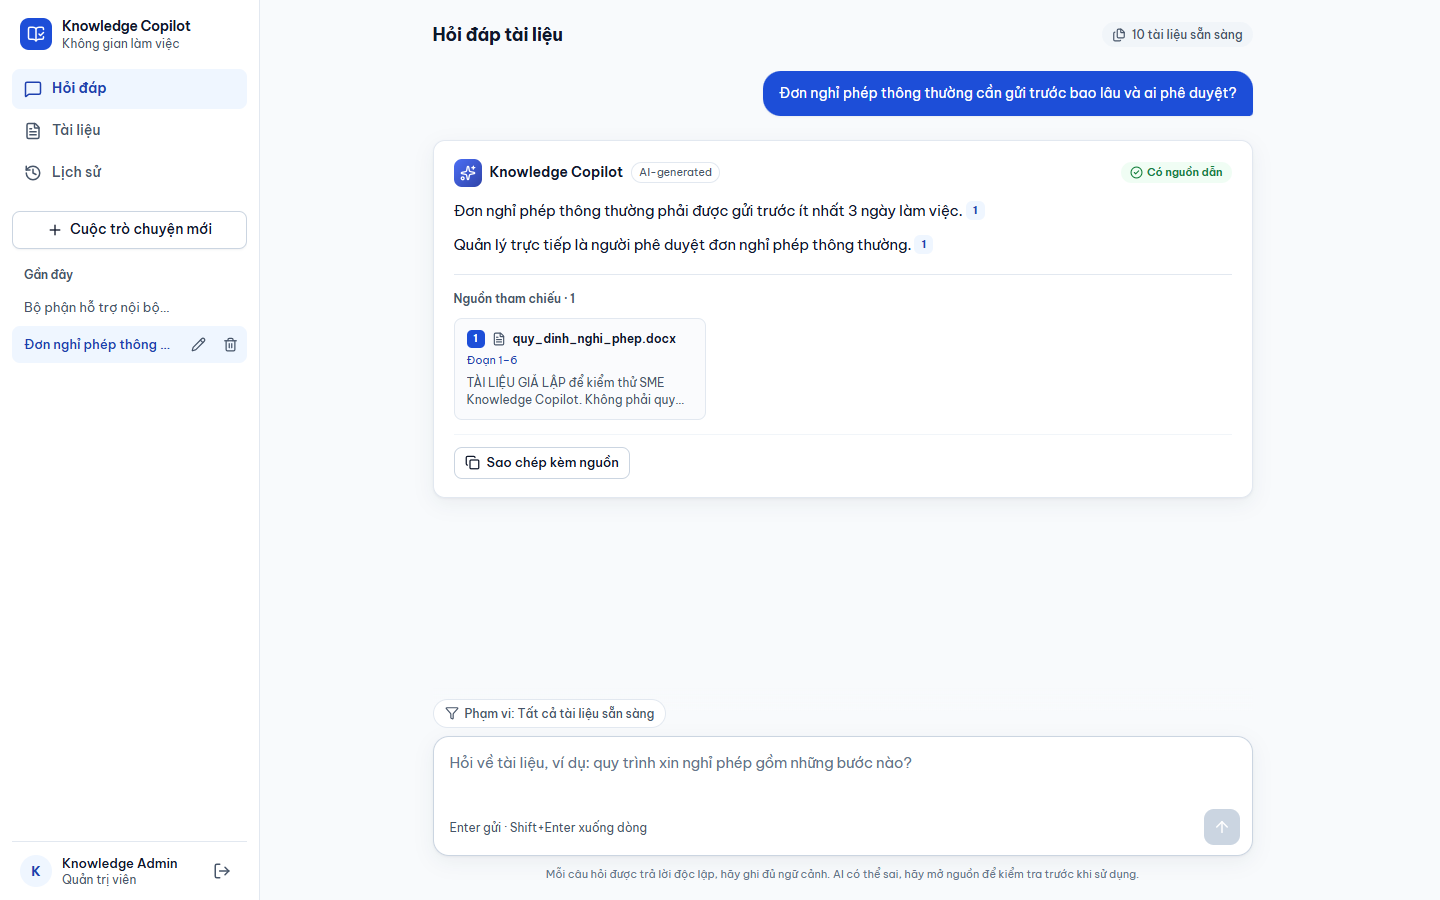 Knowledge Copilot
Không gian làm việc
Hỏi đáp
Tài liệu
Lịch sử
Cuộc trò chuyện mới
Gần đây
Bộ phận hỗ trợ nội bộ...
Đơn nghỉ phép thông ...
Knowledge Admin
K
Quản trị viên
Hỏi đáp tài liệu
10 tài liệu sẵn sàng
Đơn nghỉ phép thông thường cần gửi trước bao lâu và ai phê duyệt?
Knowledge Copilot AI-generated
Có nguồn dẫn
Đơn nghỉ phép thông thường phải được gửi trước ít nhất 3 ngày làm việc. 1
Quản lý trực tiếp là người phê duyệt đơn nghỉ phép thông thường. 1
Nguồn tham chiếu · 1
1 quy_dinh_nghi_phep.docx
Đoạn 1–6
TÀI LIỆU GIẢ LẬP để kiểm thử SME
Knowledge Copilot. Không phải quy...
Sao chép kèm nguồn
Phạm vi: Tất cả tài liệu sẵn sàng
Hỏi về tài liệu, ví dụ: quy trình xin nghỉ phép gồm những bước nào?
Enter gửi · Shift+Enter xuống dòng
Mỗi câu hỏi được trả lời độc lập, hãy ghi đủ ngữ cảnh. AI có thể sai, hãy mở nguồn để kiểm tra trước khi sử dụng.